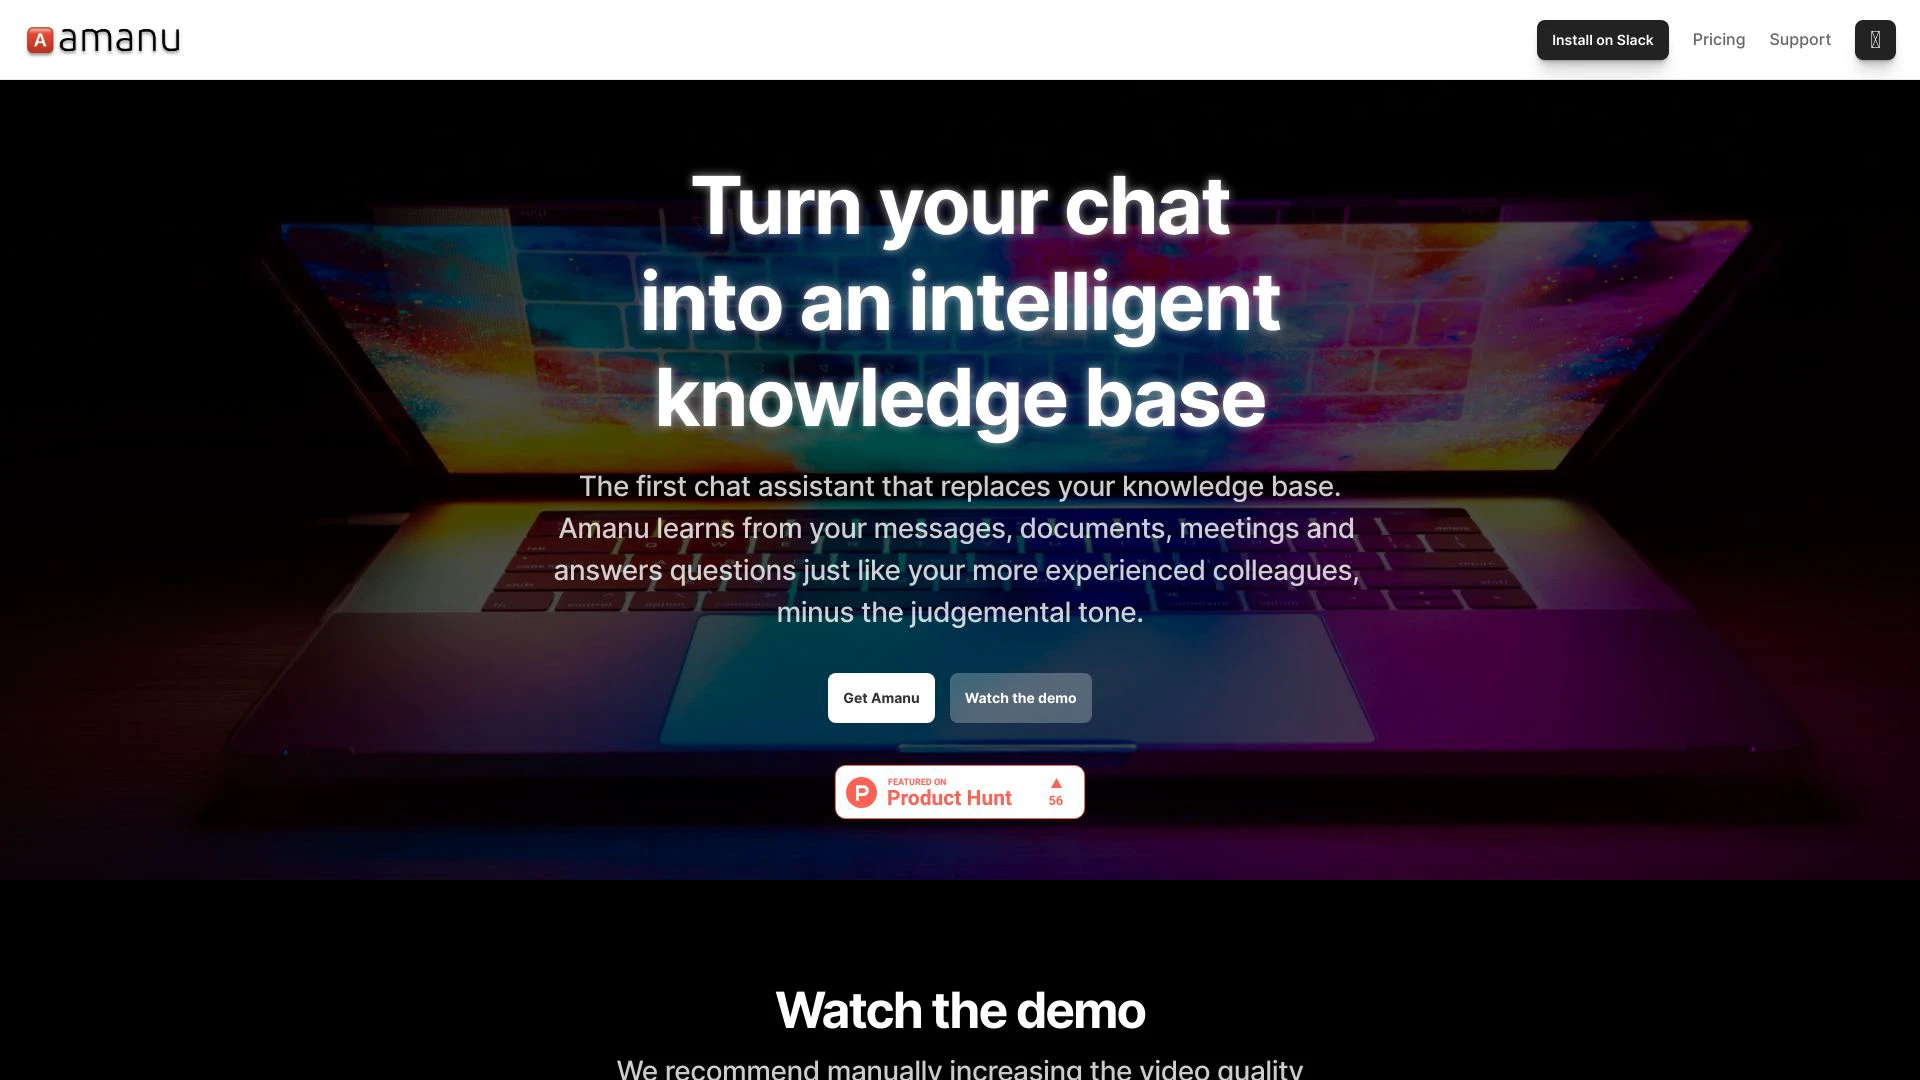 A amanu
Install on Slack
Pricing
Support
Turn your chat
into an intelligent
knowledge base
The first chat assistant that replaces your knowledge base.
Amanu learns from your messages, documents, meetings and
answers questions just like your more experienced colleagues,
minus the judgemental tone.
Get Amanu
Watch the demo
P
FEATURED ON
Product Hunt
▲
56
Watch the demo
We recommend manually increasing the video quality